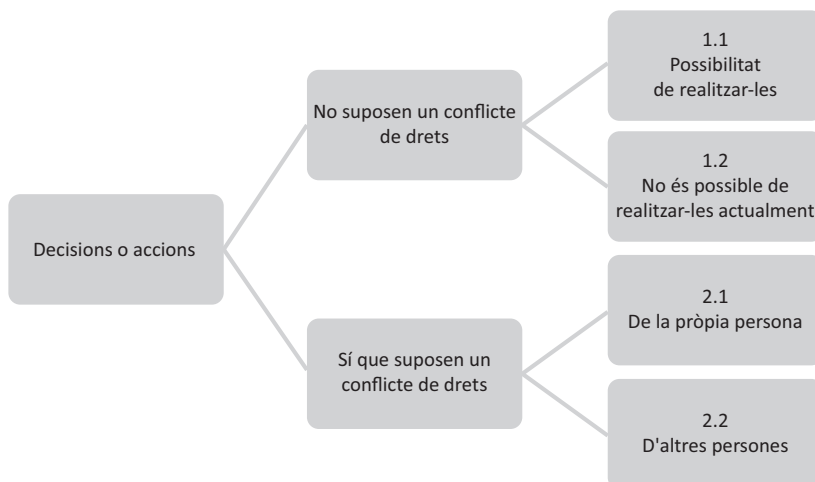 Decisions o accions
No suposen un conflicte
de drets
1.1
Possibilitat
de realitzar-les
1.2
No és possible de
realitzar-les actualment
Sí que suposen un
conflicte de drets
2.1
De la pròpia persona
2.2
D'altres persones